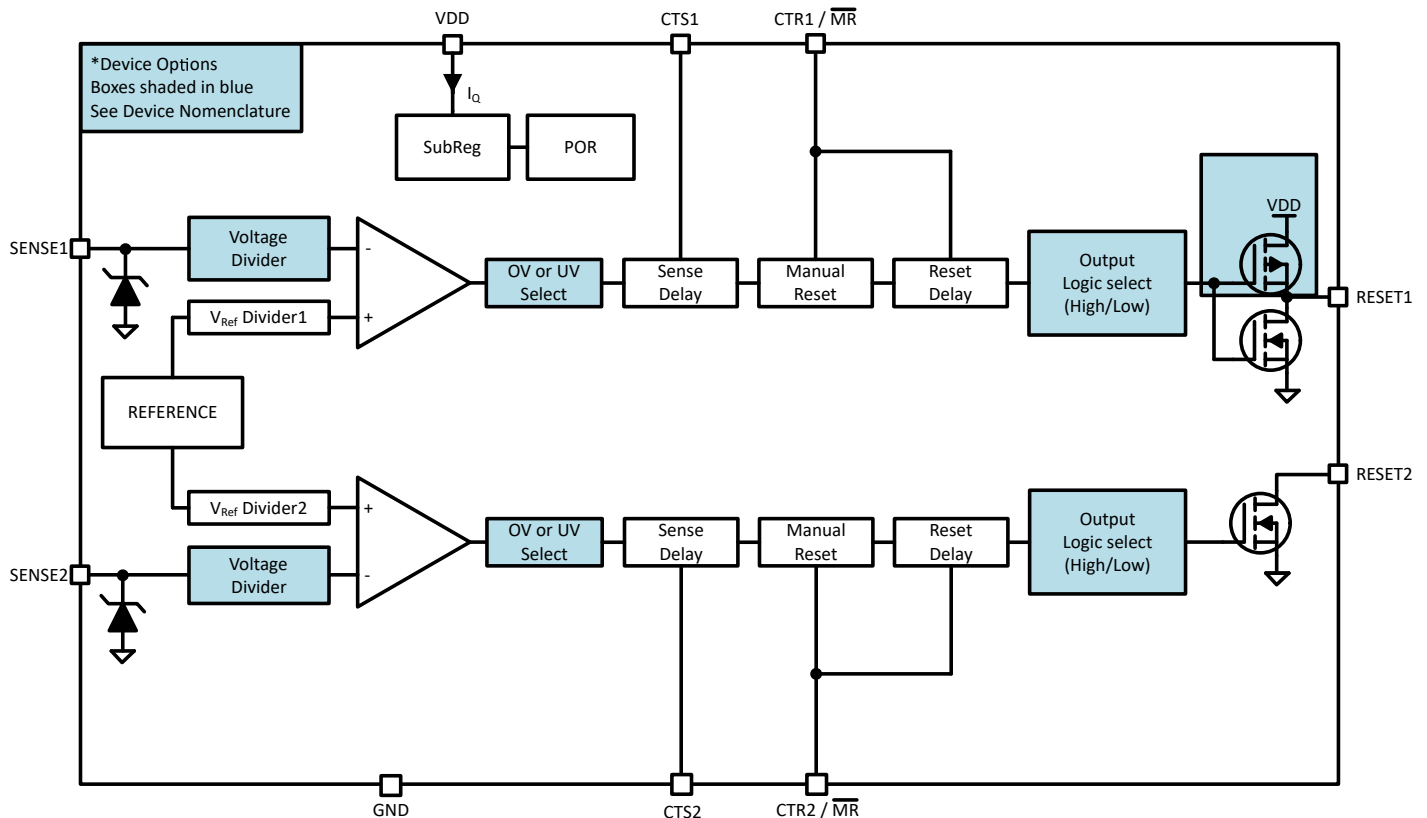 VDD
CTS1
CTR1 / MR
*Device Options
Boxes shaded in blue
See Device Nomenclature
IQ
SubReg
POR
VDD
SENSE1
Voltage
Divider
-
OV or UV
Select
Sense
Delay
Manual
Reset
Reset
Delay
Output
Logic select
(High/Low)
RESET1
VRef Divider1
+
REFERENCE
RESET2
VRef Divider2
+
OV or UV
Select
Sense
Delay
Manual
Reset
Reset
Delay
Output
Logic select
(High/Low)
SENSE2
Voltage
Divider
-
GND
CTS2
CTR2 / MR